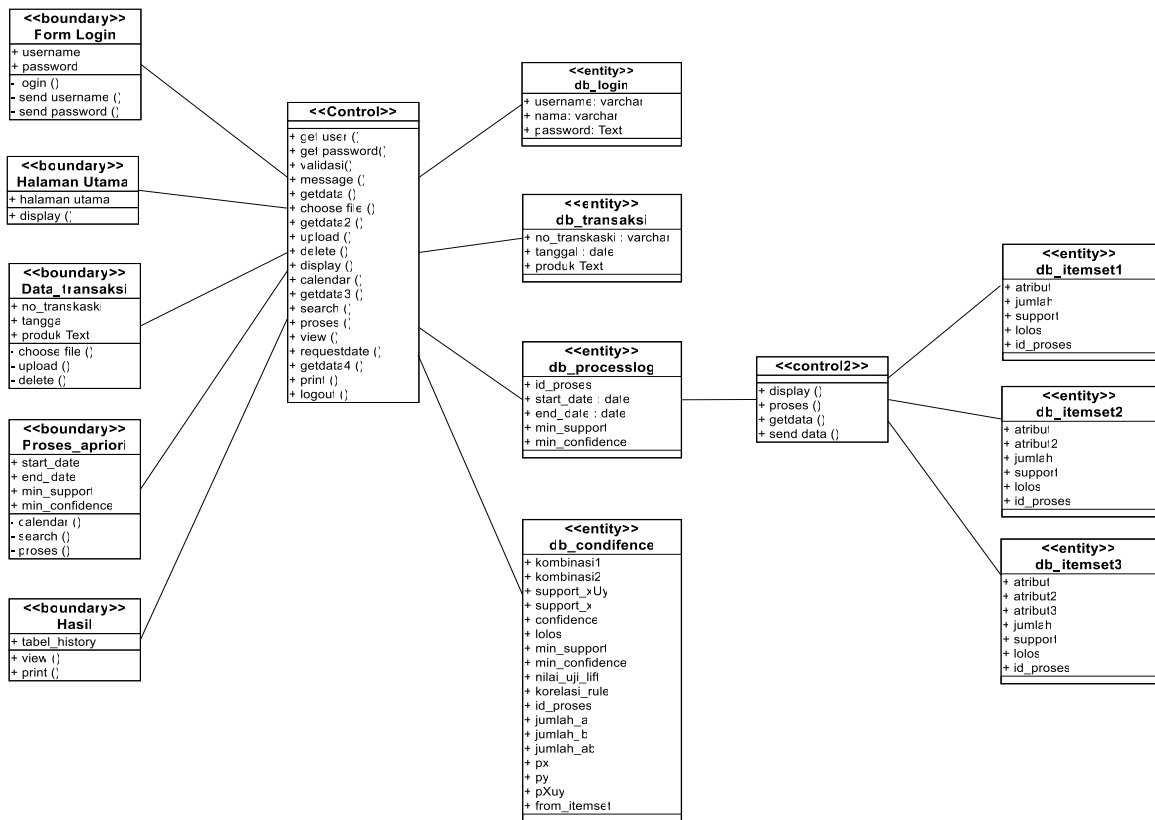 <<boundary>>
Form Login
+ username
+ password
- ogin ()
- send username ()
- send password ()
<<boundary>>
Halaman Utama
+ halaman utama
+ display ()
<<boundary>>
Data_transaksi
+ no_transkaski
+ tangga
+ produk Text
- choose file ()
- upload ()
- delete ()
<<boundary>>
Proses_apriori
+ start_date
+ end_date
+ min_support
+ min_confidence
- calendar ()
- search ()
- proses ()
<<boundary>>
Hasil
+ tabel_history
+ view ()
+ print ()
<<Control>>
+ get user ()
+ get password()
+ validasi()
+ message ()
+ getdata ()
+ choose file ()
+ getdata2 ()
+ upload ()
+ delete ()
+ display ()
+ calendar ()
+ getdata3 ()
+ search ()
+ proses ()
+ view ()
+ requestdate ()
+ getdata4 ()
+ print ()
+ logout ()
<<entity>>
db_login
+ username: varchar
+ nama: varchar
+ password: Text
<<entity>>
db_transaksi
+ no_transkaski : varchar
+ tanggal : date
+ produk Text
<<entity>>
db_processlog
+ id_proses
+ start_date : date
+ end_date : date
+ min_support
+ min_confidence
<<entity>>
db_condifence
+ kombinasi1
+ kombinasi2
+ support_xUy
+ support_x
+ confidence
+ lolos
+ min_support
+ min_confidence
+ nilai_uji_lift
+ korelasi_rule
+ id_proses
+ jumlah_a
+ jumlah_b
+ jumlah_ab
+ px
+ py
+ pXuy
+ from_itemset
<<control2>>
+ display ()
+ proses ()
+ getdata ()
+ send data ()
<<entity>>
db_itemset1
+ atribut
+ jumlah
+ support
+ lolos
+ id_proses
<<entity>>
db_itemset2
+ atribut
+ atribut2
+ jumlah
+ support
+ lolos
+ id_proses
<<entity>>
db_itemset3
+ atribut
+ atribut2
+ atribut3
+ jumlah
+ support
+ lolos
+ id_proses